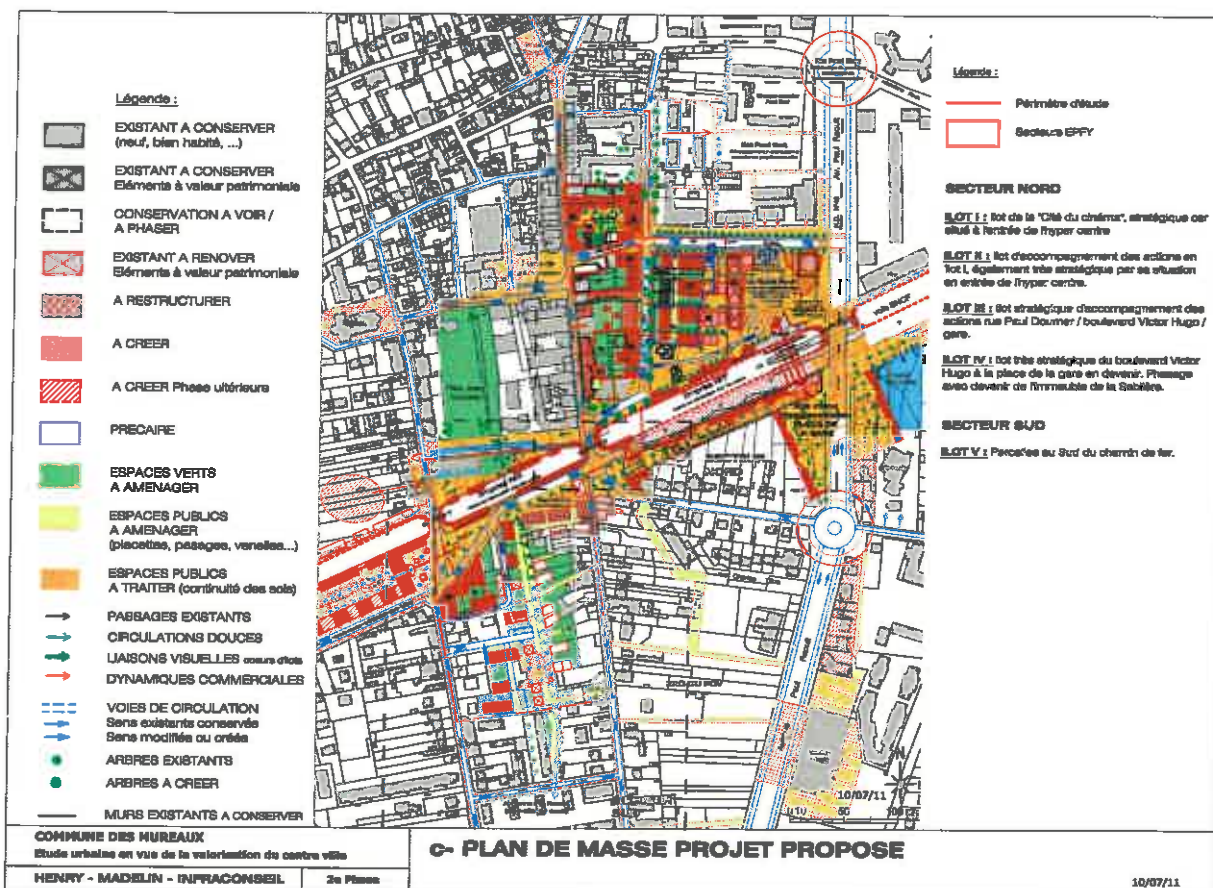 Légende :
EXISTANT A CONSERVER
(neuf, bien habité, ...)
EXISTANT A CONSERVER
Eléments à valeur patrimoniale
CONSERVATION A VOIR /
A PHASER
EXISTANT A RENOVER
Eléments à valeur patrimoniale
A RESTRUCTURER
A CREER
A CREER Phase ultérieure
PRECAIRE
ESPACES VERTS
A AMENAGER
ESPACES PUBLICS
A AMENAGER
(placettes, passages, venelles...)
ESPACES PUBLICS
A TRAITER (continuité des sols)
PASSAGES EXISTANTS
CIRCULATIONS DOUCES
LIAISONS VISUELLES coeurs d'îlots
DYNAMIQUES COMMERCIALES
VOIES DE CIRCULATION
Sens existants conservés
Sens modifiés ou créés
ARBRES EXISTANTS
ARBRES A CREER
MURS EXISTANTS A CONSERVER
Légende :
Périmètre d'étude
Secteurs EPFY
SECTEUR NORD
ILOT I : îlot de la "Cité du cinéma", stratégique car
situé à l'entrée de l'hyper centre
ILOT II : îlot d'accompagnement des actions en
îlot I, également très stratégique par sa situation
en entrée de l'hyper centre.
ILOT III : îlot stratégique d'accompagnement des
actions rue Paul Doumer / boulevard Victor Hugo /
gare.
ILOT IV : îlot très stratégique du boulevard Victor
Hugo à la place de la gare en devenir. Phasage
avec devenir de l'immeuble de la Sablière.
SECTEUR SUD
ILOT V : Parcelles au Sud du chemin de fer.
Voie SNCF
Paul Raoult
N
10/07/11
COMMUNE DES MUREAUX
Etude urbaine en vue de la valorisation du centre ville
HENRY - MADELIN - INFRACONSEIL
2e Phase
c- PLAN DE MASSE PROJET PROPOSE
10/07/11